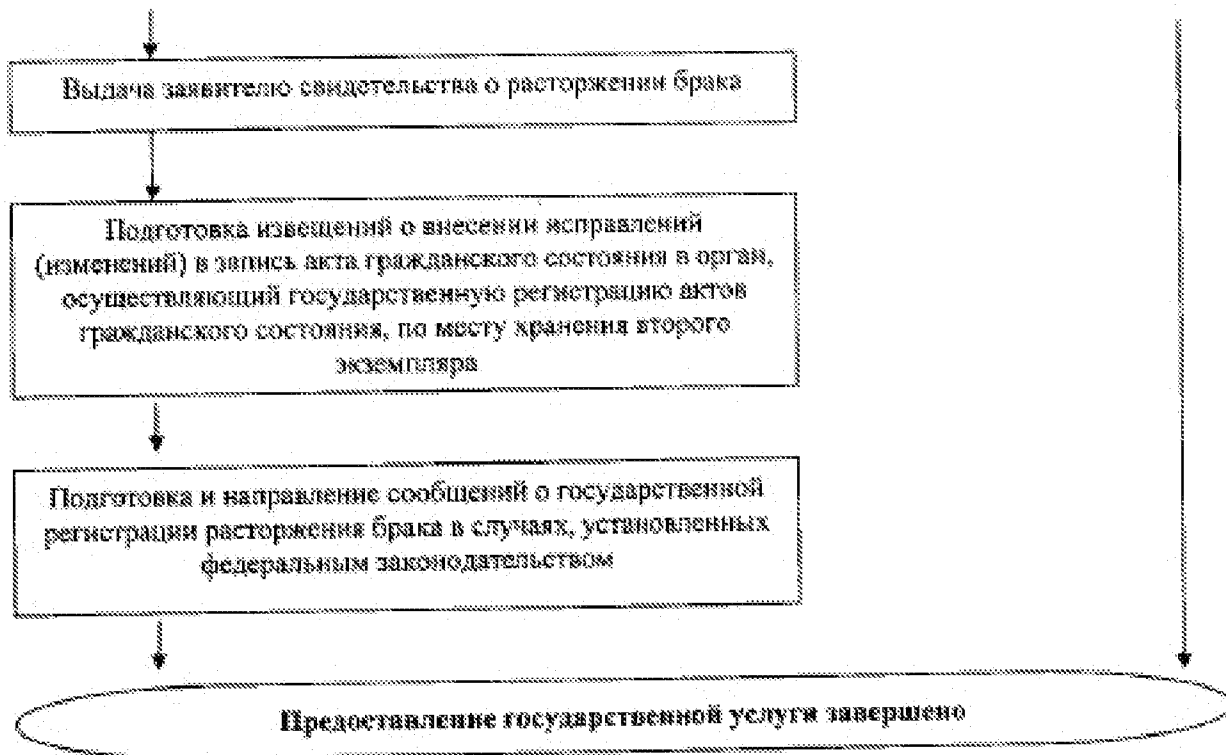 Выдача заявителю свидетельства о расторжении брака
Подготовка извещений о внесении исправлений
(изменений) в запись акта гражданского состояния в орган,
осуществляющий государственную регистрацию актов
гражданского состояния, по месту хранения второго
экземпляра
Подготовка и направление сообщений о государственной
регистрации расторжения брака в случаях, установленных
федеральным законодательством
Предоставление государственной услуги завершено